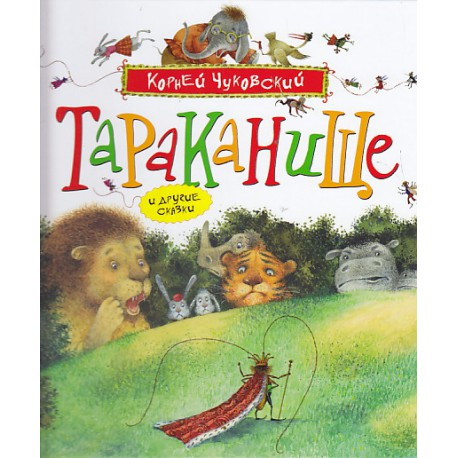 Корней Чуковский
Тараканище
и другие
сказки